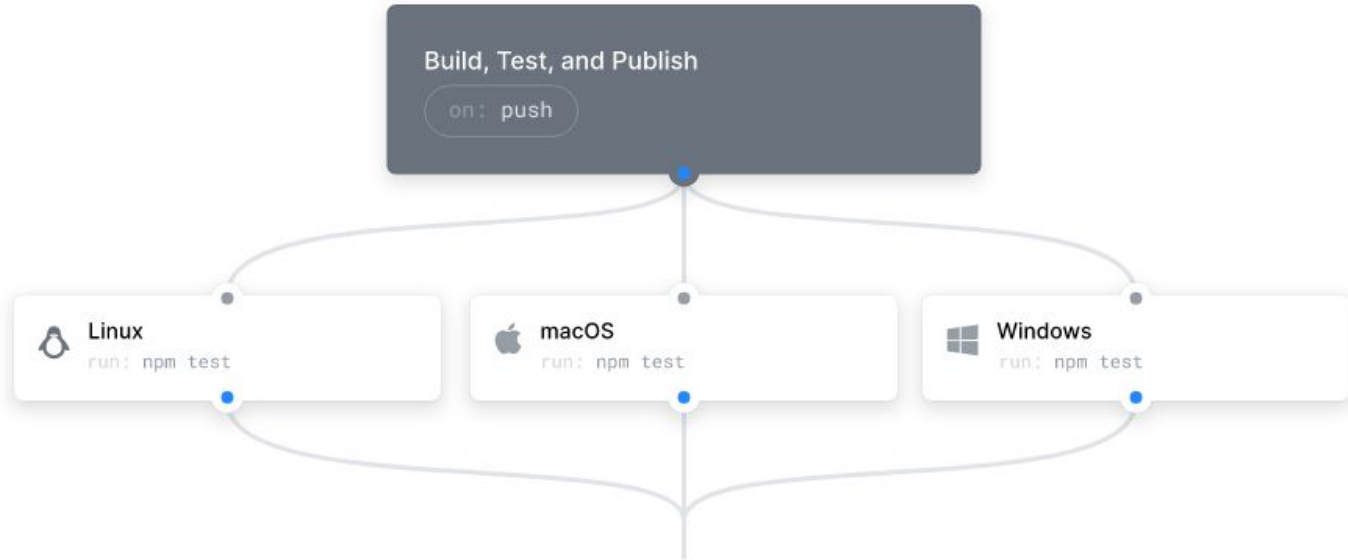 Build, Test, and Publish
on: push
Linux
run: npm test
macOS
run: npm test
Windows
run: npm test